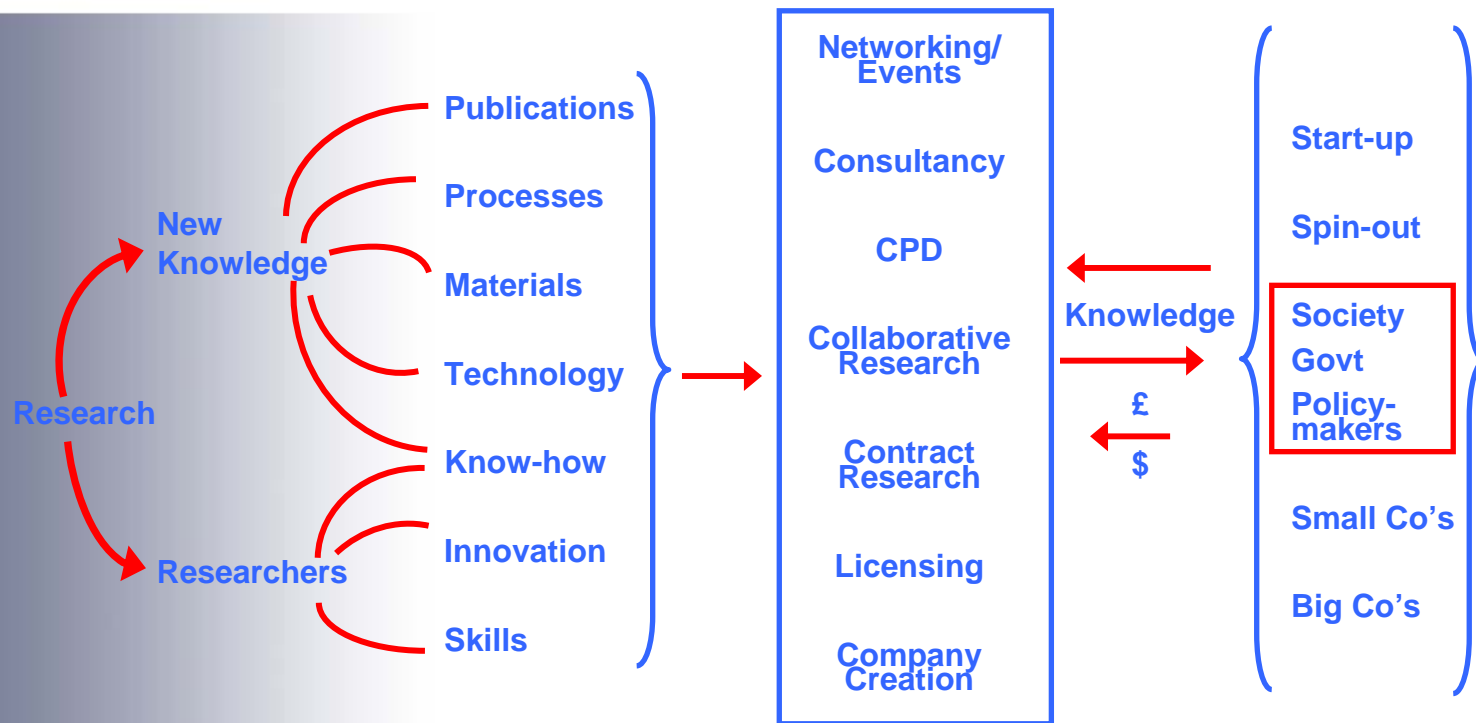 Research
New
Knowledge
Researchers
Publications
Processes
Materials
Technology
Know-how
Innovation
Skills
Networking/
Events
Consultancy
CPD
Collaborative
Research
Contract
Research
Licensing
Company
Creation
Knowledge
£
$
Start-up
Spin-out
Society
Govt
Policy-
makers
Small Co’s
Big Co’s